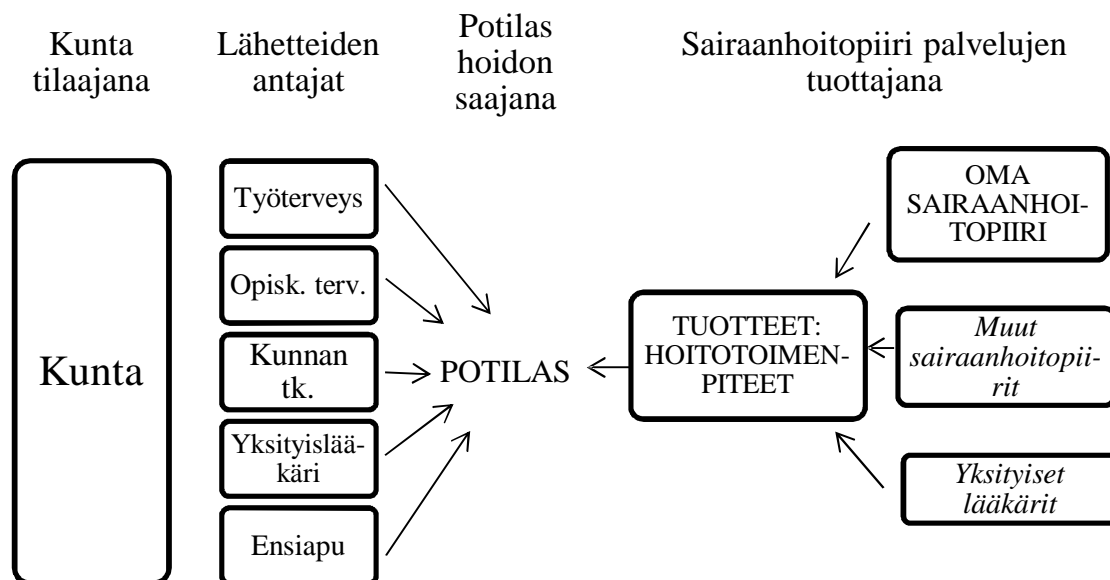 Kunta
tilaajana
Lähetteiden
antajat
Potilas
hoidon
saajana
Sairaanhoitopiiri palvelujen
tuottajana
Kunta
Työterveys
Opisk. terv.
Kunnan
tk.
Yksityislää-
käri
Ensiapu
POTILAS
TUOTTEET:
HOITOTOIMEN-
PITEET
OMA
SAIRAANHOI-
TOPIIRI
Muut
sairaanhoitopii-
rit
Yksityiset
lääkärit